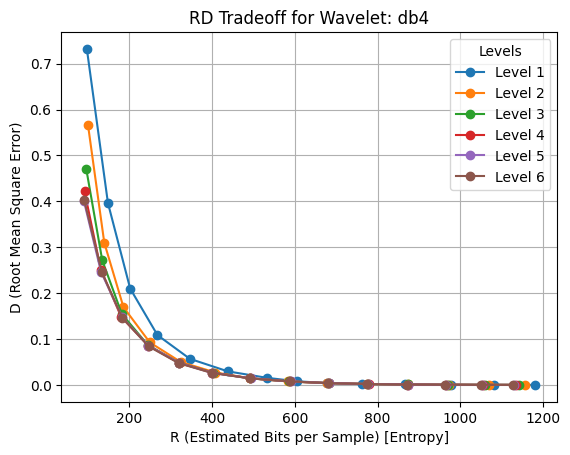 RD Tradeoff for Wavelet: db4
Levels
Level 1
Level 2
Level 3
Level 4
Level 5
Level 6
D (Root Mean Square Error)
0.7
0.6
0.5
0.4
0.3
0.2
0.1
0.0
200
400
600
800
1000
1200
R (Estimated Bits per Sample) [Entropy]